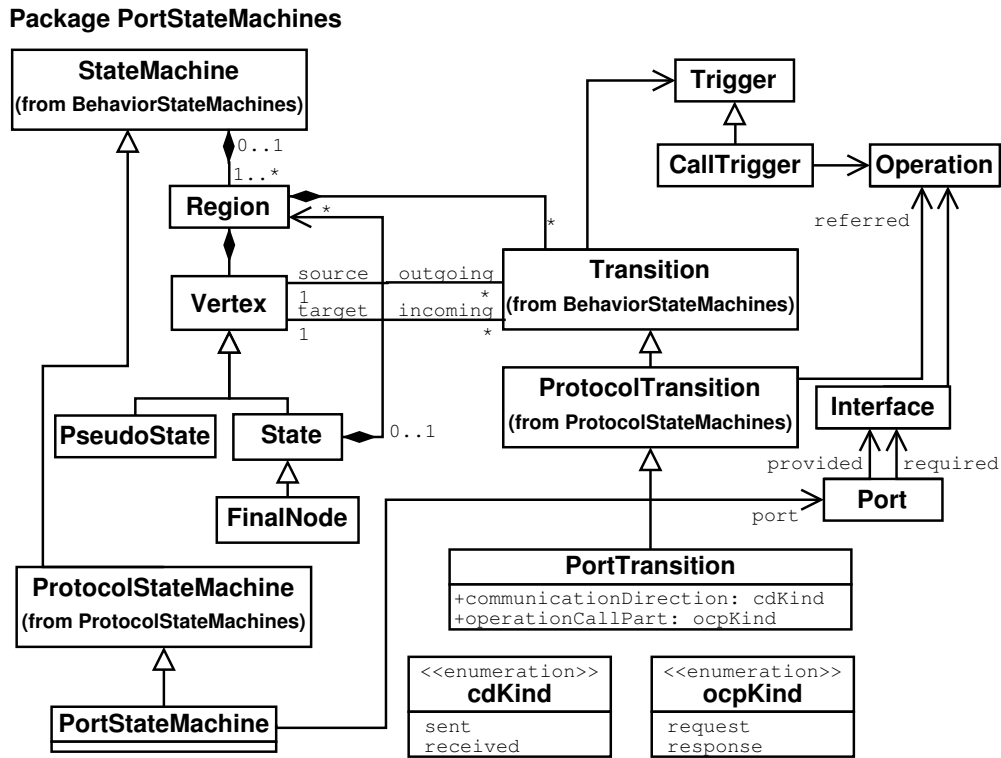 Package PortStateMachines
StateMachine
(from BehaviorStateMachines)
0..1
1..*
Region
*
*
Trigger
CallTrigger
Operation
referred
Vertex
source
outgoing
1
*
target
incoming
1
*
Transition
(from BehaviorStateMachines)
ProtocolTransition
(from ProtocolStateMachines)
Interface
PseudoState
State
0..1
provided
required
FinalNode
Port
port
ProtocolStateMachine
(from ProtocolStateMachines)
PortTransition
+communicationDirection: cdKind
+operationCallPart: ocpKind
PortStateMachine
<<enumeration>>
cdKind
sent
received
<<enumeration>>
ocpKind
request
response